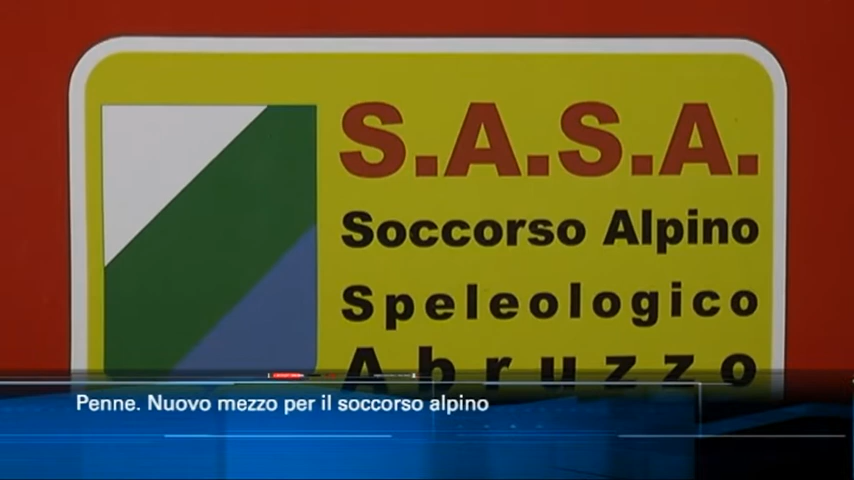 S.A.S.A.
Soccorso Alpino
Speleologico
Abruzzo
Penne. Nuovo mezzo per il soccorso alpino